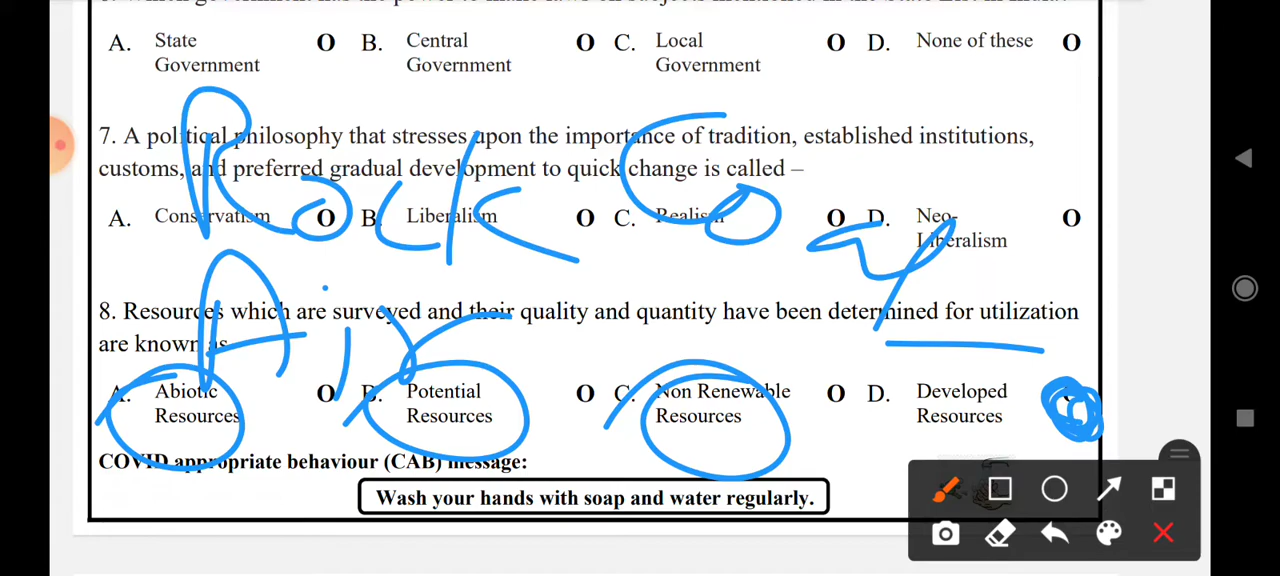 A. State Government O B. Central Government O C. Local Government O D. None of these O
7. A political philosophy that stresses upon the importance of tradition, established institutions,
customs, and preferred gradual development to quick change is called –
A. Conservatism O B. Liberalism O C. Realism O D. Neo-Liberalism O
Rock
8. Resources which are surveyed and their quality and quantity have been determined for utilization
are known as
Air
A. Abiotic Resources O B. Potential Resources O C. Non Renewable Resources O D. Developed Resources
COVID appropriate behaviour (CAB) message:
Wash your hands with soap and water regularly.